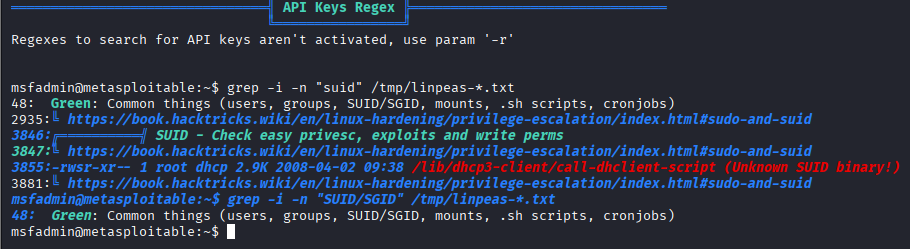 API Keys Regex
Regexes to search for API keys aren't activated, use param '-r'
msfadmin@metasploitable:~$ grep -i -n "suid" /tmp/linpeas-*.txt
48:  Green: Common things (users, groups, SUID/SGID, mounts, .sh scripts, cronjobs)
2935:╚ https://book.hacktricks.wiki/en/linux-hardening/privilege-escalation/index.html#sudo-and-suid
3846:╔══════════╣ SUID - Check easy privesc, exploits and write perms
3847:╚ https://book.hacktricks.wiki/en/linux-hardening/privilege-escalation/index.html#sudo-and-suid
3855:-rwsr-xr-- 1 root dhcp 2.9K 2008-04-02 09:38 /lib/dhcp3-client/call-dhclient-script (Unknown SUID binary!)
3881:╚ https://book.hacktricks.wiki/en/linux-hardening/privilege-escalation/index.html#sudo-and-suid
msfadmin@metasploitable:~$ grep -i -n "SUID/SGID" /tmp/linpeas-*.txt
48:  Green: Common things (users, groups, SUID/SGID, mounts, .sh scripts, cronjobs)
msfadmin@metasploitable:~$